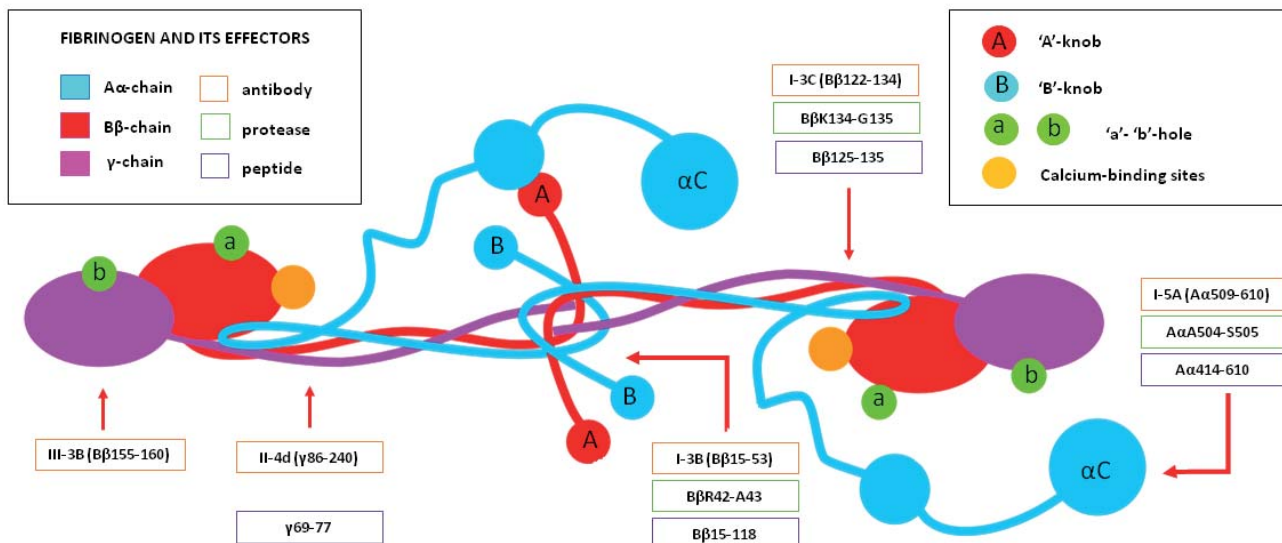 FIBRINOGEN AND ITS EFFECTORS
Aα-chain
antibody
Bβ-chain
protease
γ-chain
peptide
A
'A'-knob
B
'B'-knob
a
b
'a'- 'b'-hole
Calcium-binding sites
I-3C (Bβ122-134)
BβK134-G135
Bβ125-135
αC
A
a
B
b
I-5A (Aα509-610)
AαA504-S505
Aα414-610
b
a
B
A
III-3B (Bβ155-160)
II-4d (γ86-240)
γ69-77
I-3B (Bβ15-53)
BβR42-A43
Bβ15-118
αC